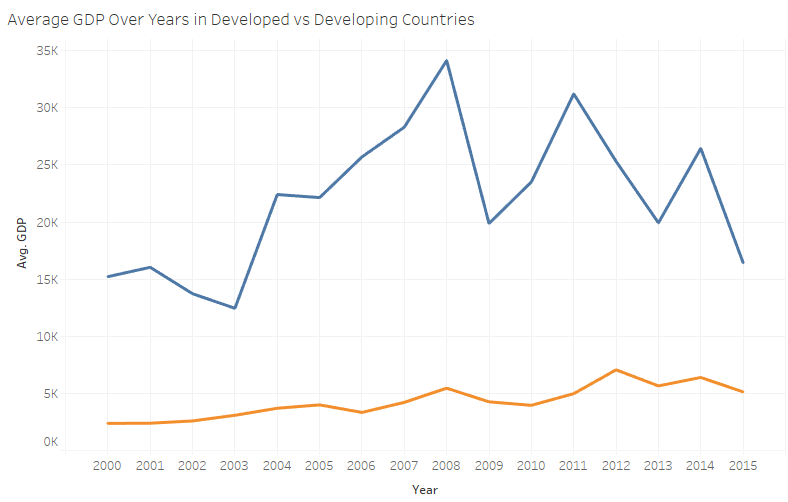 Average GDP Over Years in Developed vs Developing Countries
35K
30K
25K
20K
15K
10K
5K
0K
Avg. GDP
2000 2001 2002 2003 2004 2005 2006 2007 2008 2009 2010 2011 2012 2013 2014 2015
Year